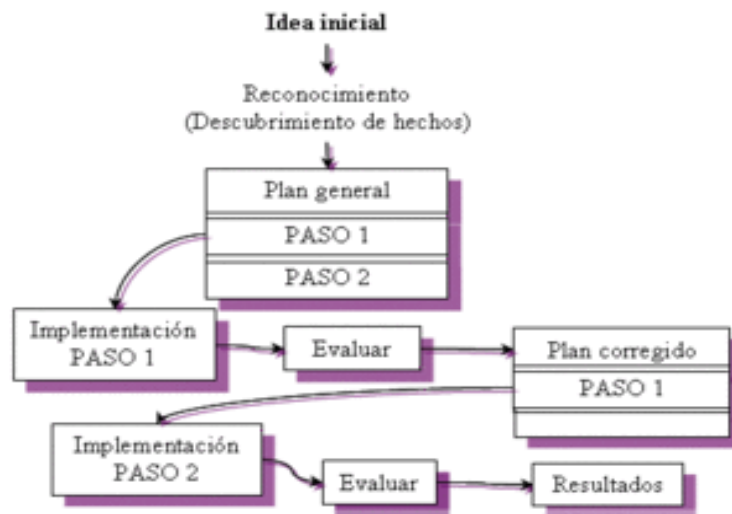 Idea inicial
Reconocimiento
(Descubrimiento de hechos)
Plan general
PASO 1
PASO 2
Implementación
PASO 1
Evaluar
Plan corregido
PASO 1
Implementación
PASO 2
Evaluar
Resultados